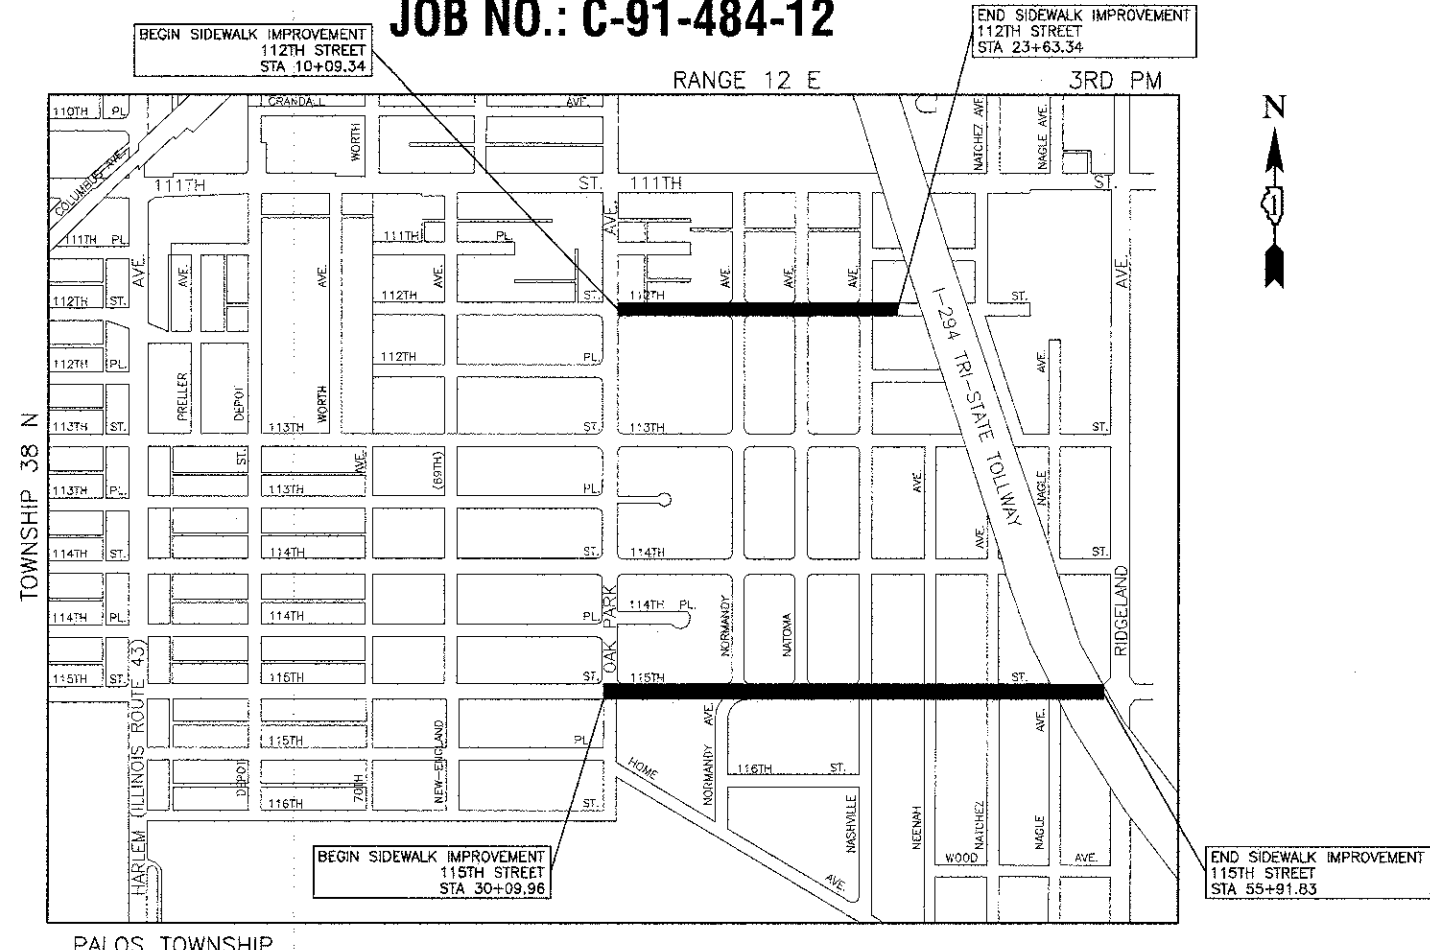 JOB NO.: C-91-484-12
BEGIN SIDEWALK IMPROVEMENT
112TH STREET
STA 10+09.34
END SIDEWALK IMPROVEMENT
112TH STREET
STA 23+63.34
RANGE 12 E
3RD PM
N
1
110TH PL.
CRANDALL AVE.
WORTH
NATCHEZ AVE.
NAGLE AVE.
COLUMBUS AVE.
111TH ST.
111TH ST.
111TH PL.
111TH PL.
AVE.
AVE.
AVE.
AVE.
AVE.
AVE.
AVE.
AVE.
AVE.
AVE.
112TH ST.
112TH ST.
112TH ST.
I-294 TRI-STATE TOLLWAY
112TH PL.
112TH PL.
AVE.
PRELLER
DEPOT
WORTH
113TH ST.
113TH ST.
113TH ST.
TOWNSHIP 38 N
ST.
AVE.
(69TH)
AVE.
NAGLE
113TH PL.
113TH PL.
114TH ST.
114TH ST.
114TH ST.
AVE.
114TH PL.
114TH PL.
114TH PL.
OAK PARK
NORMANDY
NATOMA
RIDGELAND
115TH ST.
115TH ST.
115TH ST.
HARLEM (ILLINOIS ROUTE 43)
115TH PL.
NORMANDY AVE.
AVE.
HOME AVE.
116TH ST.
DEPOT
70TH
NEW-ENGLAND
116TH ST.
NASHVILLE
NEENAH
NATCHEZ
NAGLE
WOOD AVE.
BEGIN SIDEWALK IMPROVEMENT
115TH STREET
STA 30+09.96
END SIDEWALK IMPROVEMENT
115TH STREET
STA 55+91.83
PALOS TOWNSHIP